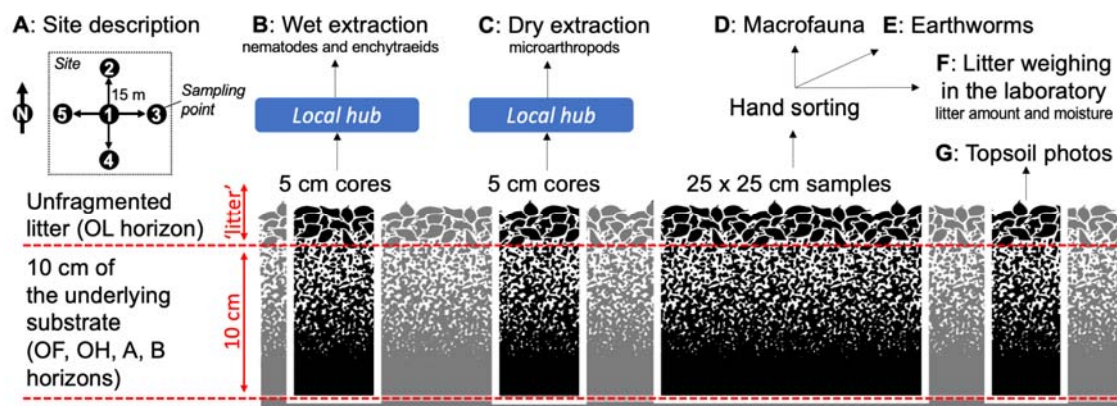 A: Site description
Site
2
15 m
Sampling
point
N
5
1
3
4
B: Wet extraction
nematodes and enchytraeids
Local hub
5 cm cores
C: Dry extraction
microarthropods
Local hub
5 cm cores
D: Macrofauna
E: Earthworms
F: Litter weighing
in the laboratory
litter amount and moisture
Hand sorting
25 x 25 cm samples
G: Topsoil photos
Unfragmented
litter (OL horizon)
'litter'
10 cm of
the underlying
substrate
(OF, OH, A, B
horizons)
10 cm